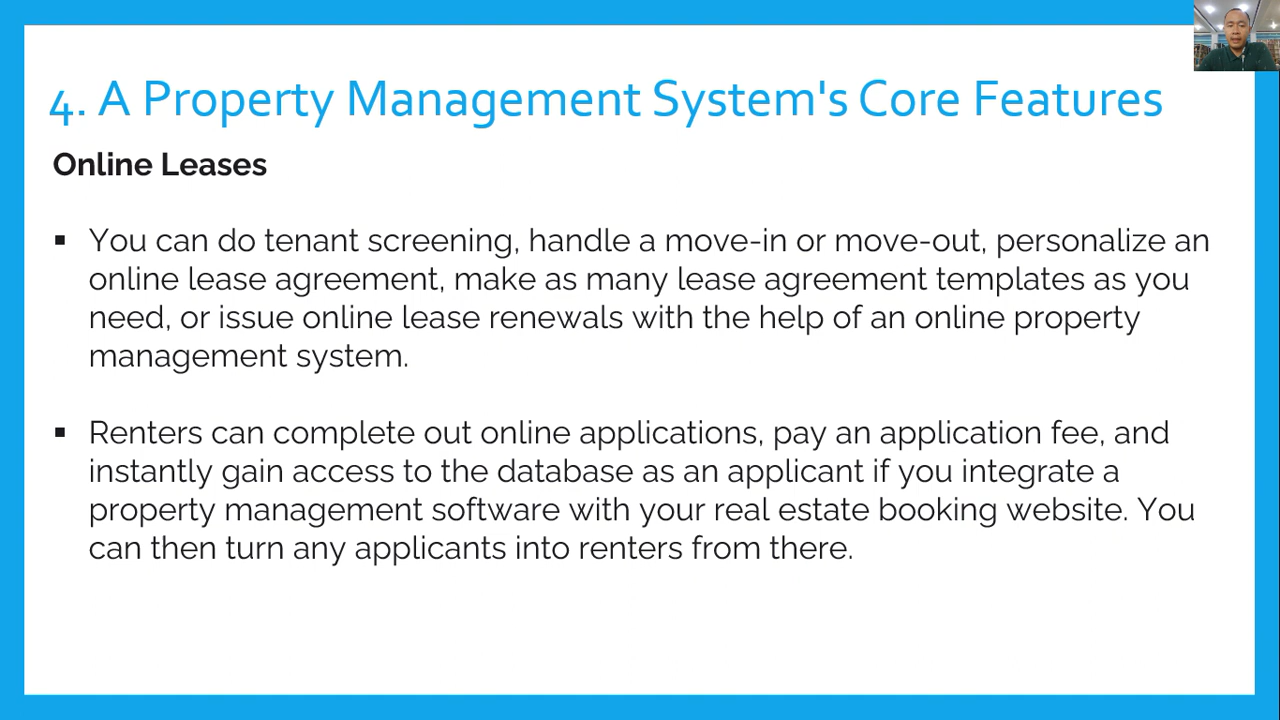 4. A Property Management System's Core Features
Online Leases
▪ You can do tenant screening, handle a move-in or move-out, personalize an
online lease agreement, make as many lease agreement templates as you
need, or issue online lease renewals with the help of an online property
management system.
▪ Renters can complete out online applications, pay an application fee, and
instantly gain access to the database as an applicant if you integrate a
property management software with your real estate booking website. You
can then turn any applicants into renters from there.